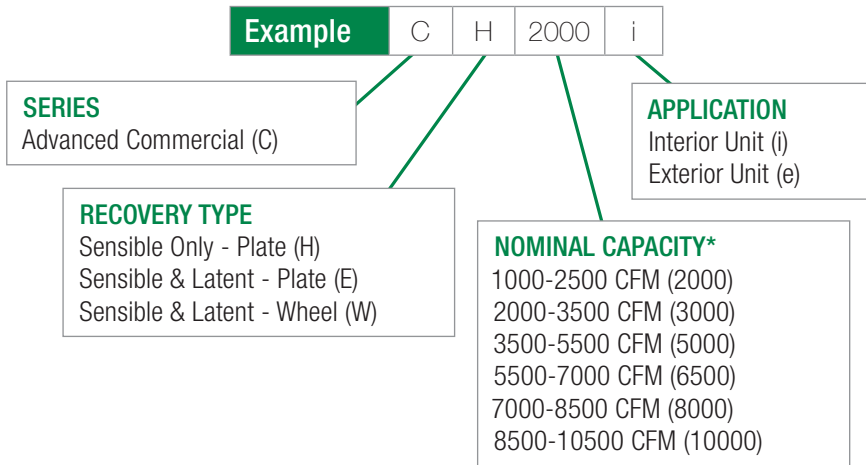 Example C H 2000 i
SERIES
Advanced Commercial (C)
APPLICATION
Interior Unit (i)
Exterior Unit (e)
RECOVERY TYPE
Sensible Only - Plate (H)
Sensible & Latent - Plate (E)
Sensible & Latent - Wheel (W)
NOMINAL CAPACITY*
1000-2500 CFM (2000)
2000-3500 CFM (3000)
3500-5500 CFM (5000)
5500-7000 CFM (6500)
7000-8500 CFM (8000)
8500-10500 CFM (10000)